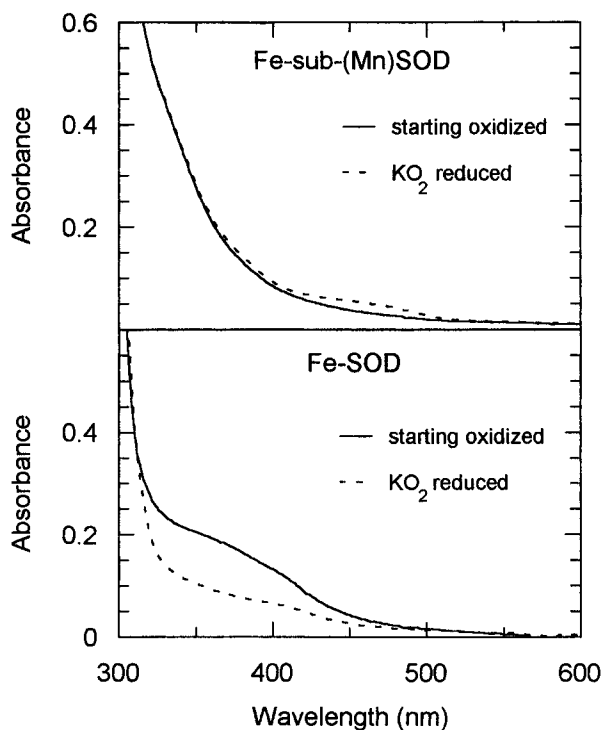 0.6
Fe-sub-(Mn)SOD
starting oxidized
KO2 reduced
0.4
0.2
Absorbance
Fe-SOD
starting oxidized
KO2 reduced
0.4
0.2
0
Absorbance
300 400 500 600
Wavelength (nm)